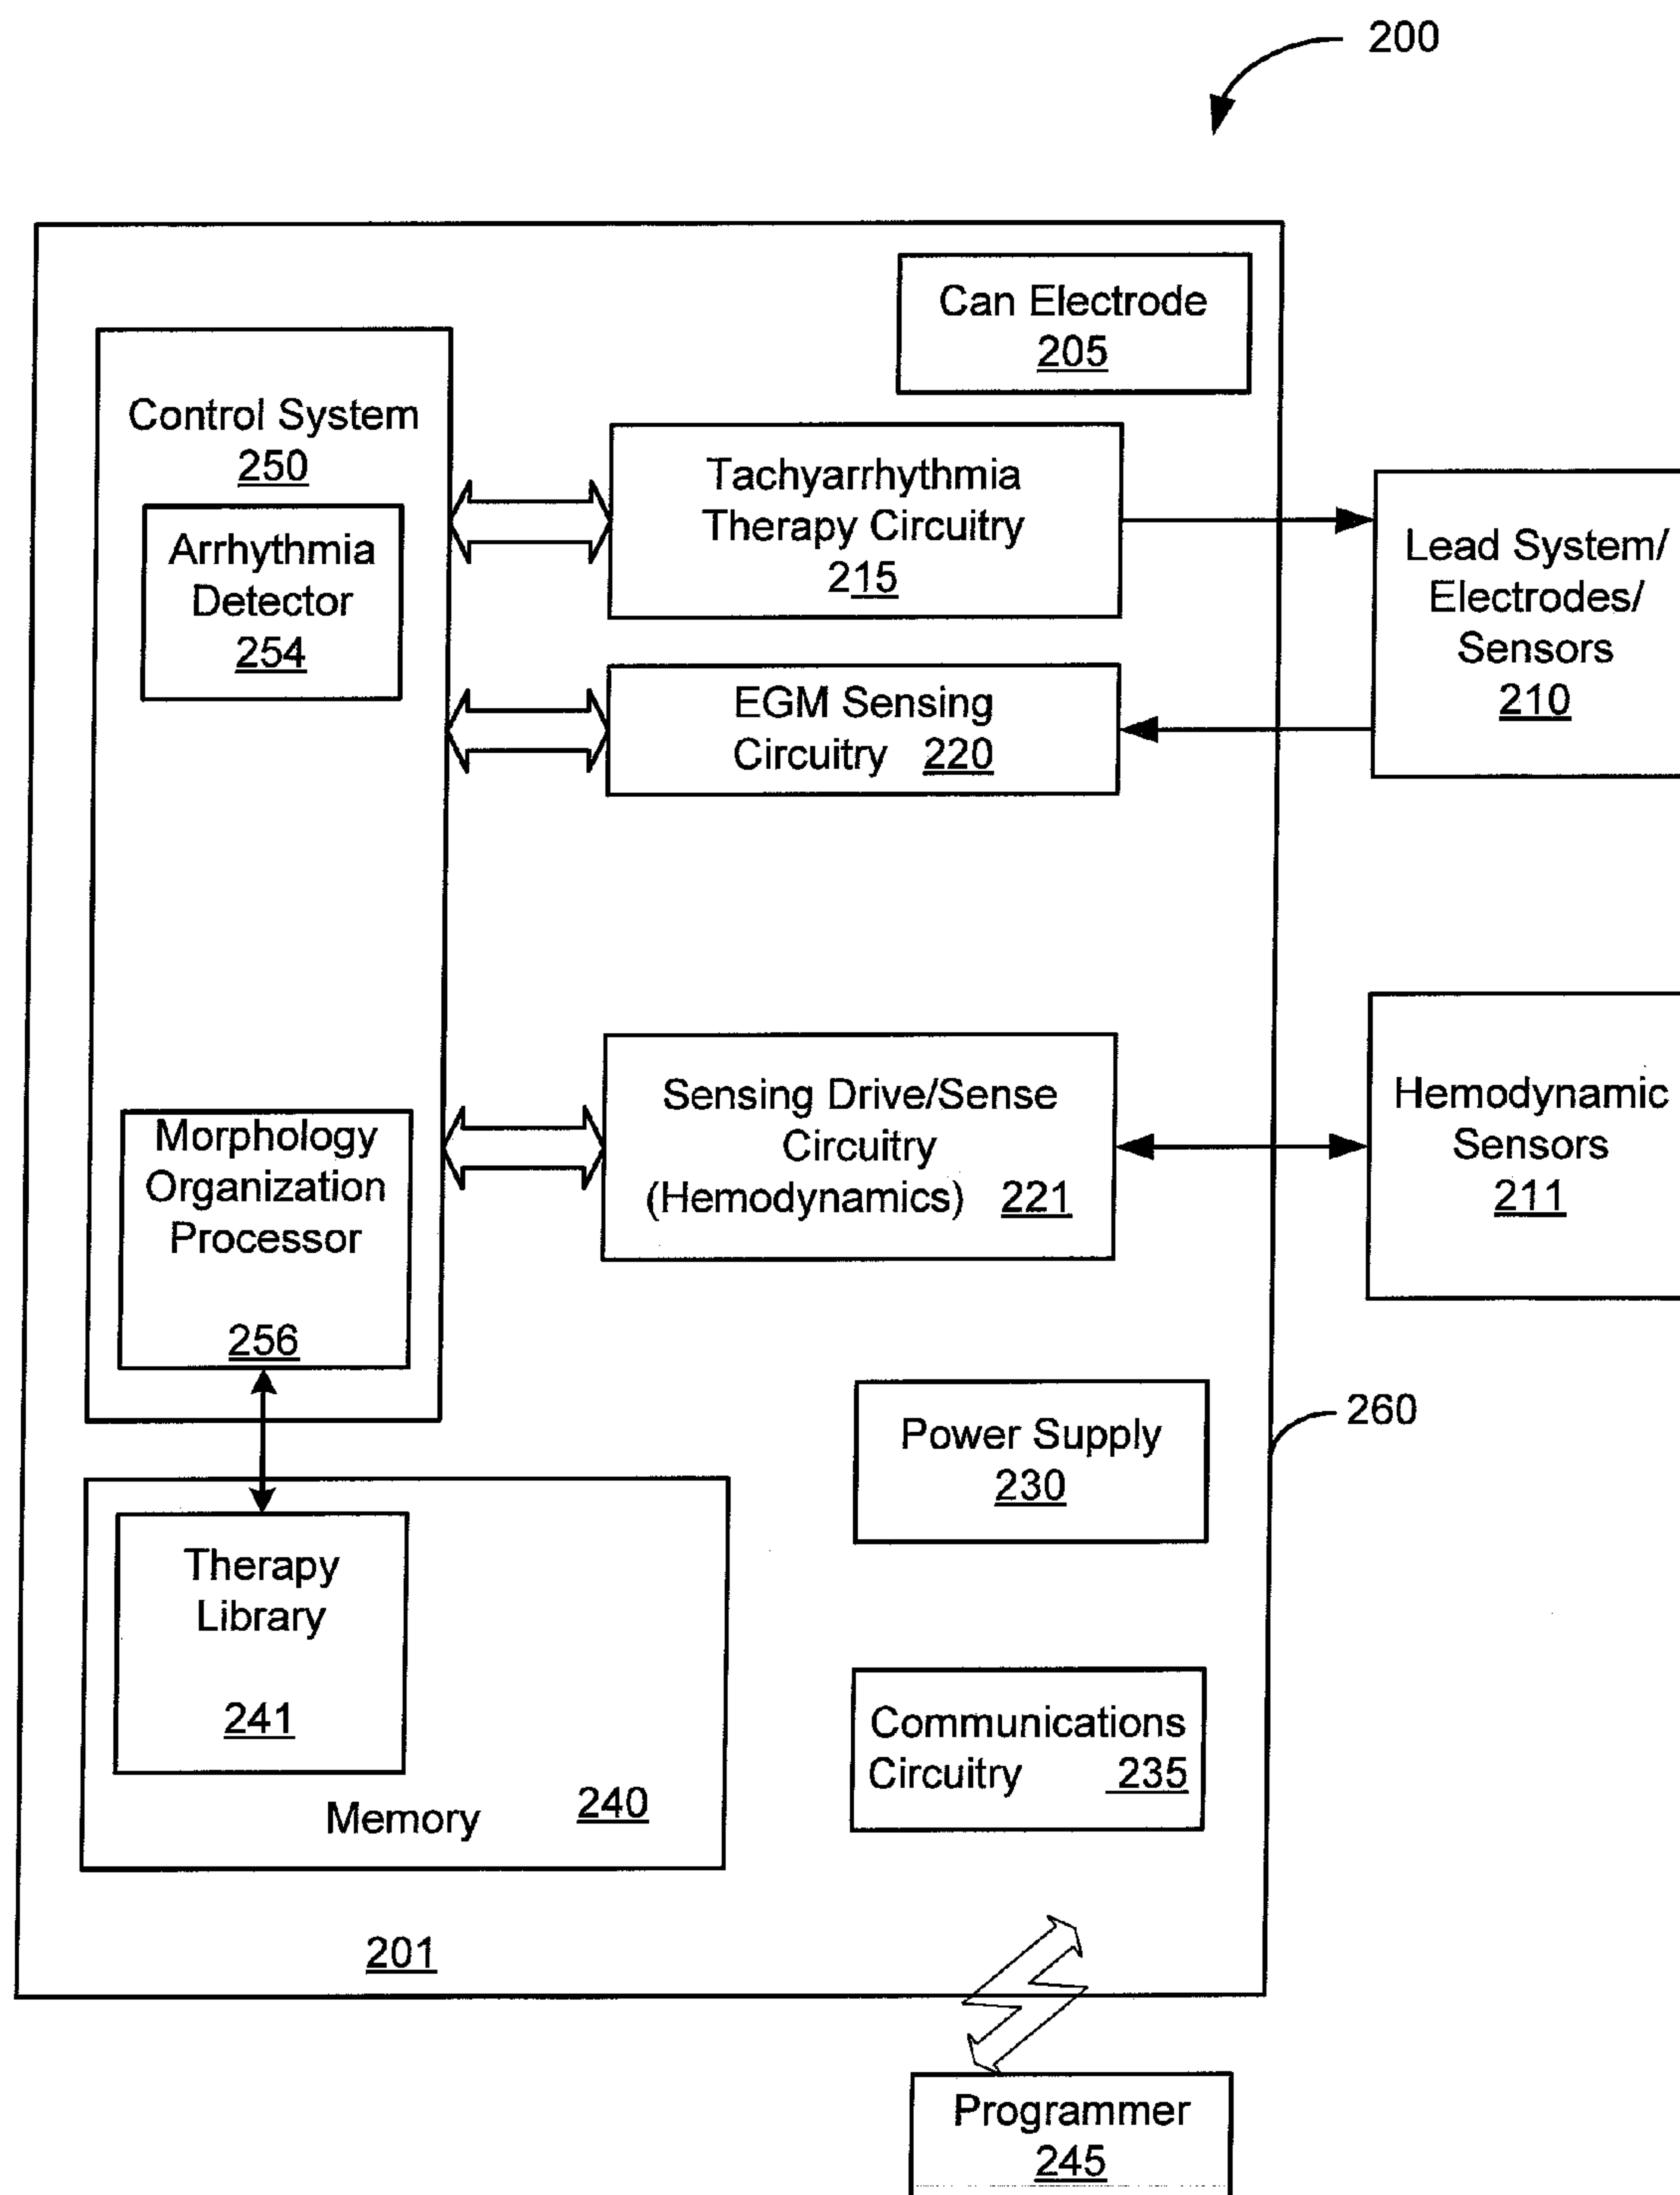 200
Can Electrode
205
Control System
250
Arrhythmia
Detector
254
Tachyarrhythmia
Therapy Circuitry
215
Lead System/
Electrodes/
Sensors
210
EGM Sensing
Circuitry 220
Morphology
Organization
Processor
256
Sensing Drive/Sense
Circuitry
(Hemodynamics) 221
Hemodynamic
Sensors
211
Power Supply
230
260
Therapy
Library
241
Memory 240
Communications
Circuitry 235
201
Programmer
245